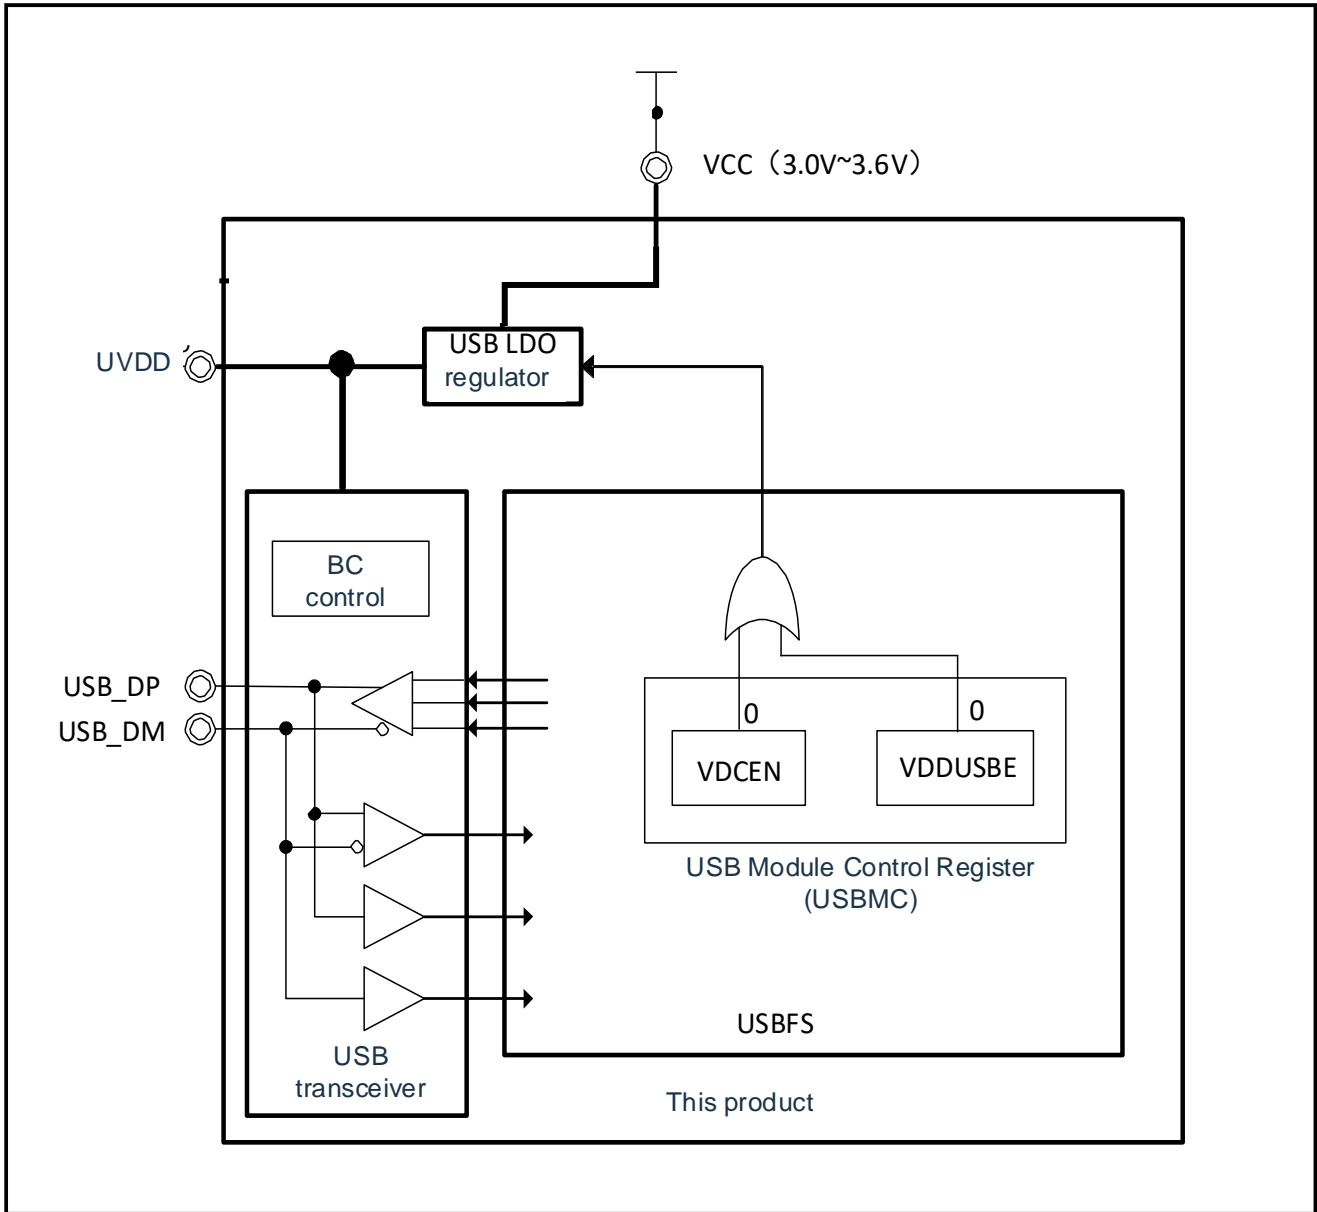 VCC（3.0V~3.6V）
USB LDO
regulator
UVDD
BC
control
USB_DP
USB_DM
0
0
VDCEN
VDDUSBE
USB Module Control Register
(USBMC)
USBFS
USB
transceiver
This product